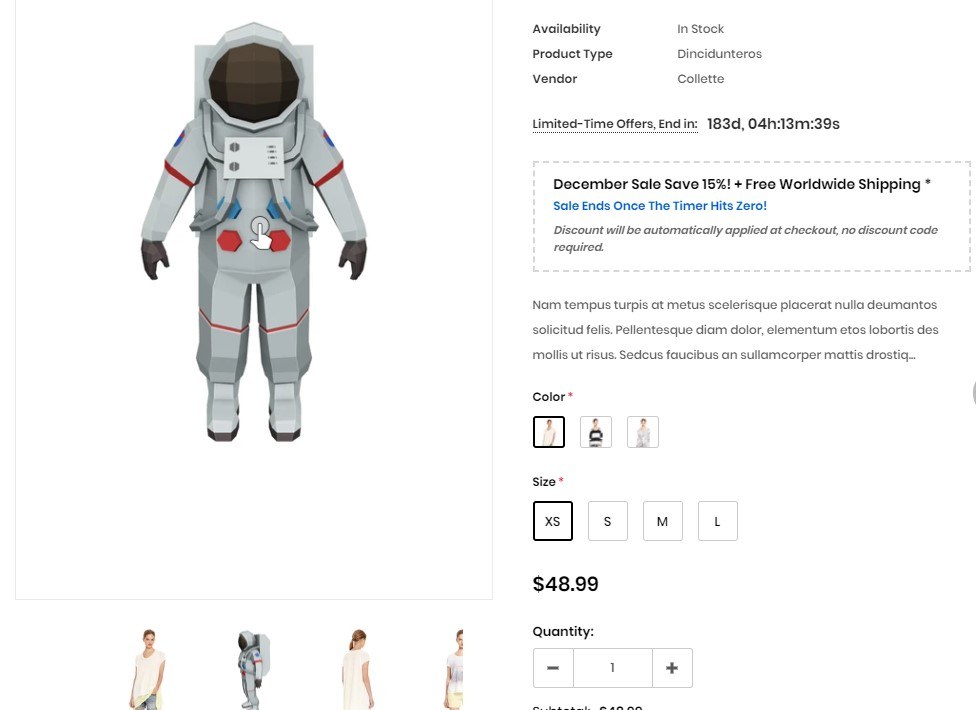 Availability In Stock
Product Type Dincidunteros
Vendor Collette
Limited-Time Offers, End in: 183d, 04h:13m:39s
December Sale Save 15%! + Free Worldwide Shipping *
Sale Ends Once The Timer Hits Zero!
Discount will be automatically applied at checkout, no discount code
required.
Nam tempus turpis at metus scelerisque placerat nulla deumantos
solicitud felis. Pellentesque diam dolor, elementum etos lobortis des
mollis ut risus. Sedcus faucibus an sullamcorper mattis drostiq...
Color *
Size *
XS S M L
$48.99
Quantity:
1
Subtotal: $48.99